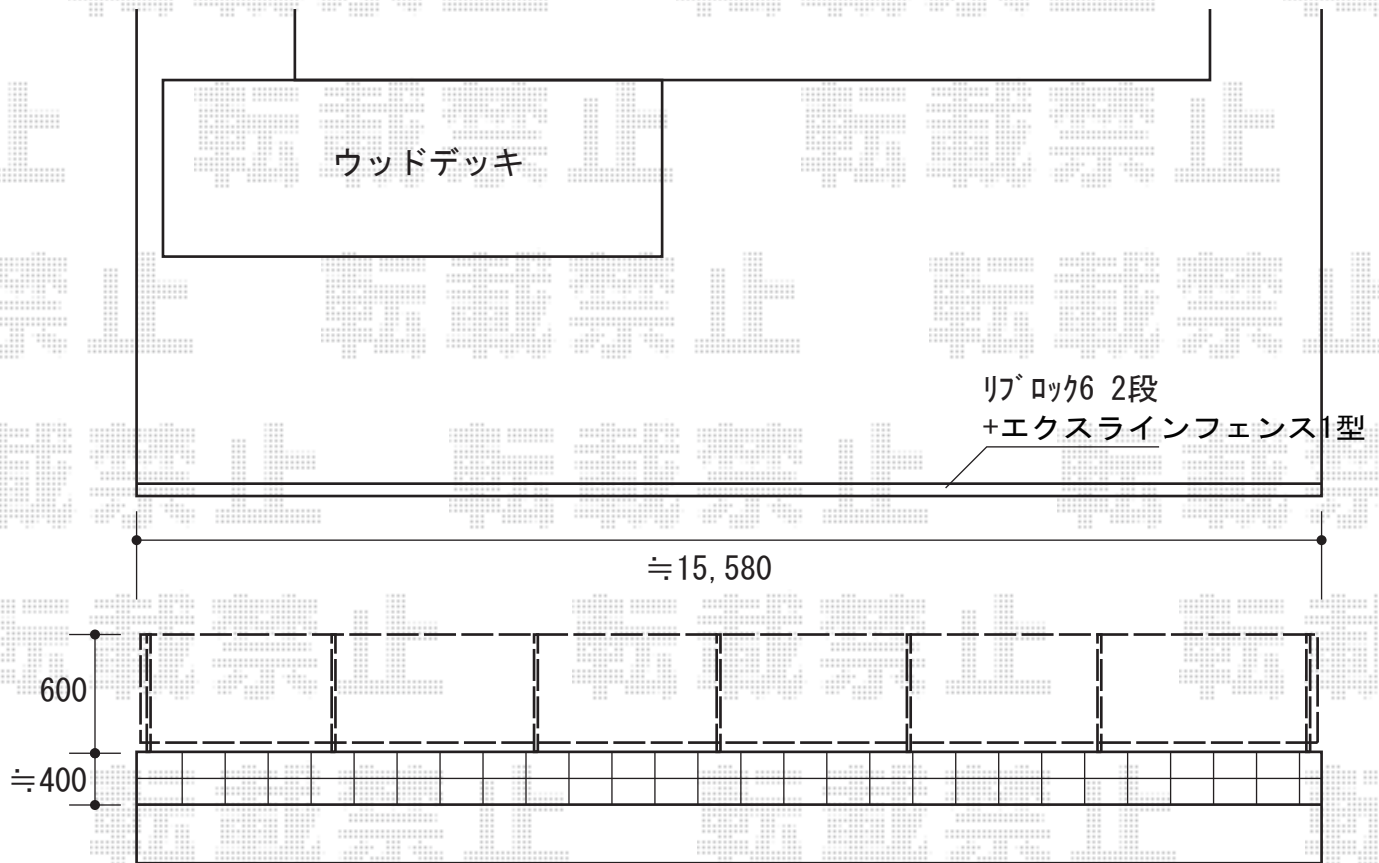 ウッドデッキ
ﾘﾌﾞﾛｯｸ6 2段
+エクスラインフェンス1型
≒15,580
600
≒400
転載禁止